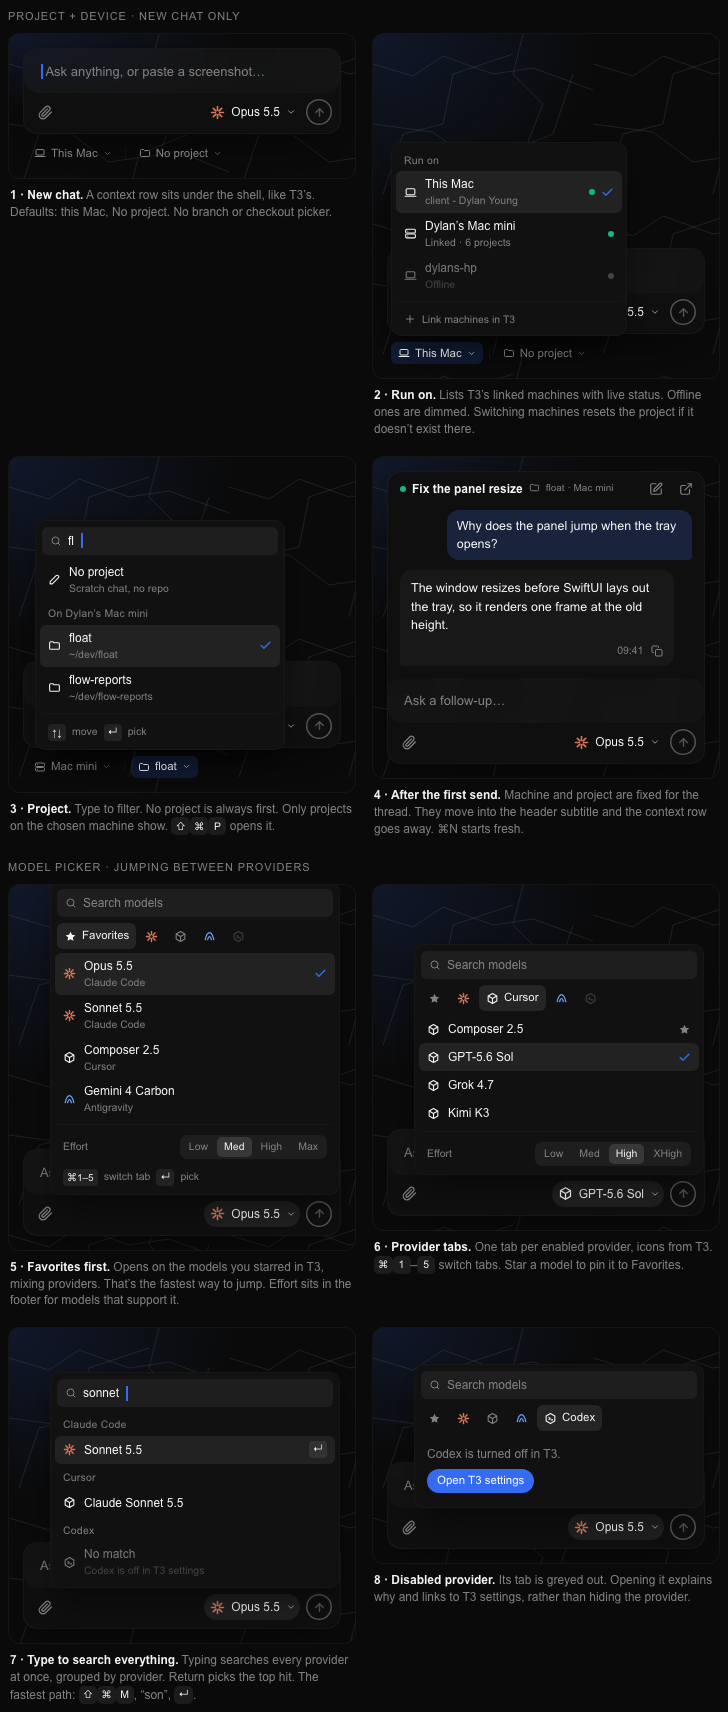 PROJECT + DEVICE · NEW CHAT ONLY
Ask anything, or paste a screenshot…
Opus 5.5
This Mac
No project
1 · New chat. A context row sits under the shell, like T3’s.
Defaults: this Mac, No project. No branch or checkout picker.
Run on
This Mac
client - Dylan Young
Dylan’s Mac mini
Linked · 6 projects
dylans-hp
Offline
Link machines in T3
5.5
This Mac
No project
2 · Run on. Lists T3’s linked machines with live status. Offline
ones are dimmed. Switching machines resets the project if it
doesn’t exist there.
fl
No project
Scratch chat, no repo
On Dylan’s Mac mini
float
~/dev/float
flow-reports
~/dev/flow-reports
↑↓ move ↵ pick
Mac mini
float
3 · Project. Type to filter. No project is always first. Only projects
on the chosen machine show. ⇧ ⌘ P opens it.
Fix the panel resize
float · Mac mini
Why does the panel jump when the tray
opens?
The window resizes before SwiftUI lays out
the tray, so it renders one frame at the old
height.
09:41
Ask a follow-up…
Opus 5.5
4 · After the first send. Machine and project are fixed for the
thread. They move into the header subtitle and the context row
goes away. ⌘N starts fresh.
MODEL PICKER · JUMPING BETWEEN PROVIDERS
Search models
Favorites
Opus 5.5
Claude Code
Sonnet 5.5
Claude Code
Composer 2.5
Cursor
Gemini 4 Carbon
Antigravity
Effort
Low Med High Max
⌘1–5 switch tab ↵ pick
As
Opus 5.5
5 · Favorites first. Opens on the models you starred in T3,
mixing providers. That’s the fastest way to jump. Effort sits in the
footer for models that support it.
Search models
Cursor
Composer 2.5
GPT-5.6 Sol
Grok 4.7
Kimi K3
Effort
Low Med High XHigh
GPT-5.6 Sol
6 · Provider tabs. One tab per enabled provider, icons from T3.
⌘ 1–5 switch tabs. Star a model to pin it to Favorites.
sonnet
Claude Code
Sonnet 5.5
↵
Cursor
Claude Sonnet 5.5
Codex
No match
Codex is off in T3 settings
As
Opus 5.5
7 · Type to search everything. Typing searches every provider
at once, grouped by provider. Return picks the top hit. The
fastest path: ⇧ ⌘ M, “son”, ↵.
Search models
Codex
Codex is turned off in T3.
Open T3 settings
As
Opus 5.5
8 · Disabled provider. Its tab is greyed out. Opening it explains
why and links to T3 settings, rather than hiding the provider.